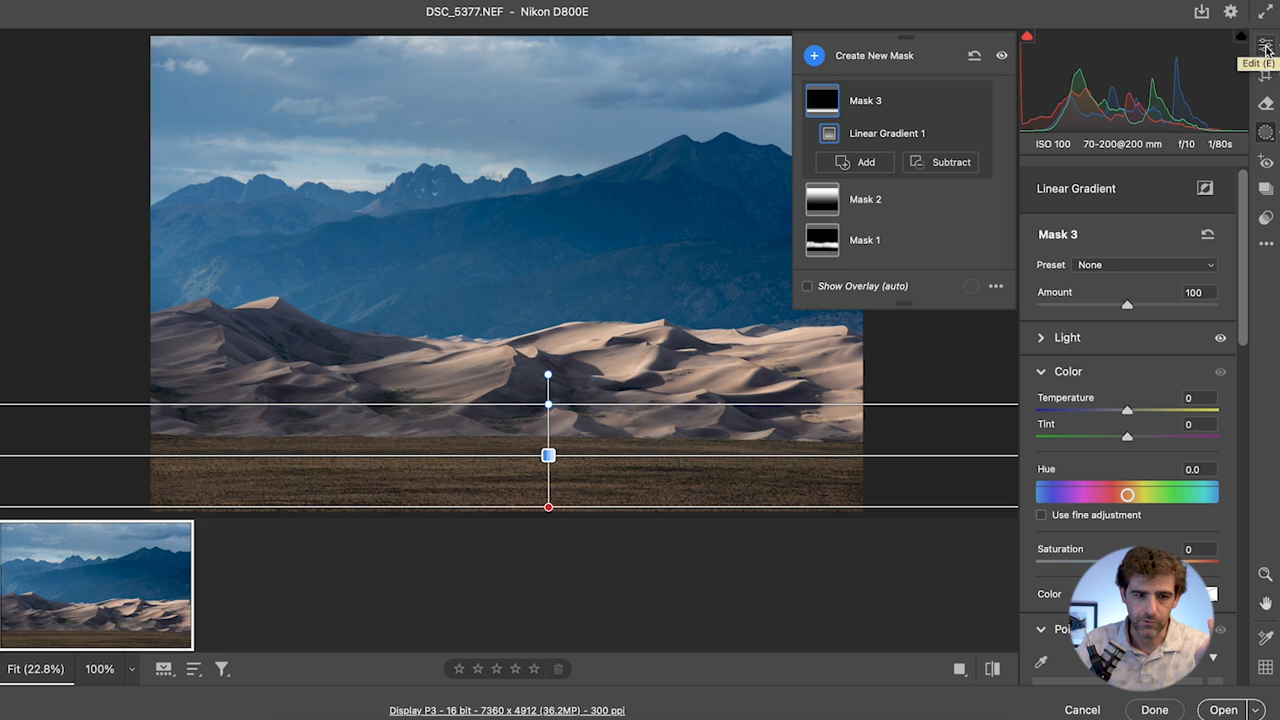 DSC_5377.NEF - Nikon D800E
Create New Mask
Mask 3
Linear Gradient 1
Add
Subtract
Mask 2
Mask 1
Show Overlay (auto)
Edit (E)
ISO 100 70-200@200 mm f/10 1/80s
Linear Gradient
Mask 3
Preset None
Amount 100
Light
Color
Temperature 0
Tint 0
Hue 0.0
Use fine adjustment
Saturation 0
Color
Fit (22.8%) 100%
Display P3 - 16 bit - 7360 x 4912 (36.2MP) - 300 ppi
Cancel Done Open